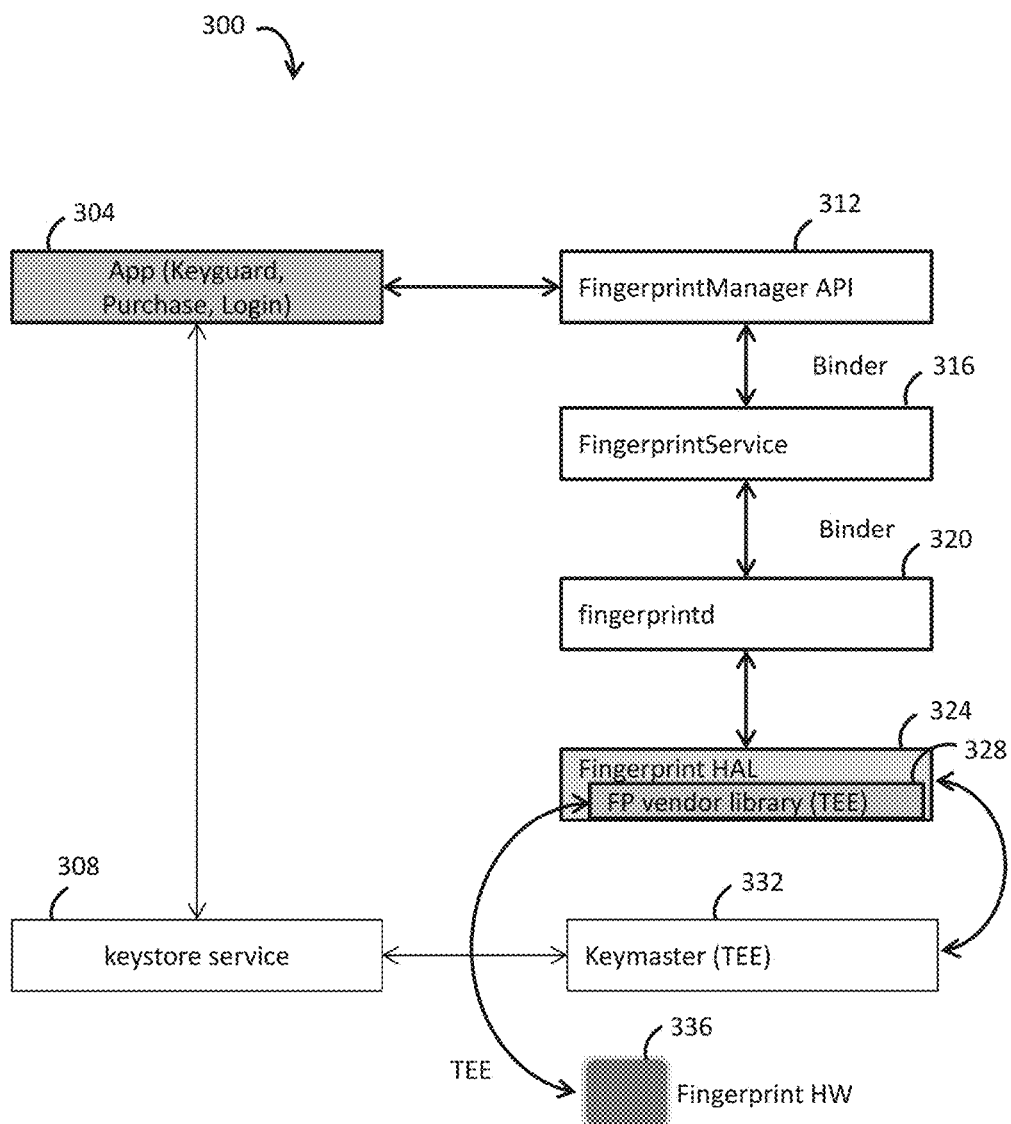 300
304
App (Keyguard,
Purchase, Login)
312
FingerprintManager API
Binder
316
FingerprintService
Binder
320
fingerprintd
324
328
Fingerprint HAL
FP vendor library (TEE)
308
keystore service
332
Keymaster (TEE)
TEE
336
Fingerprint HW